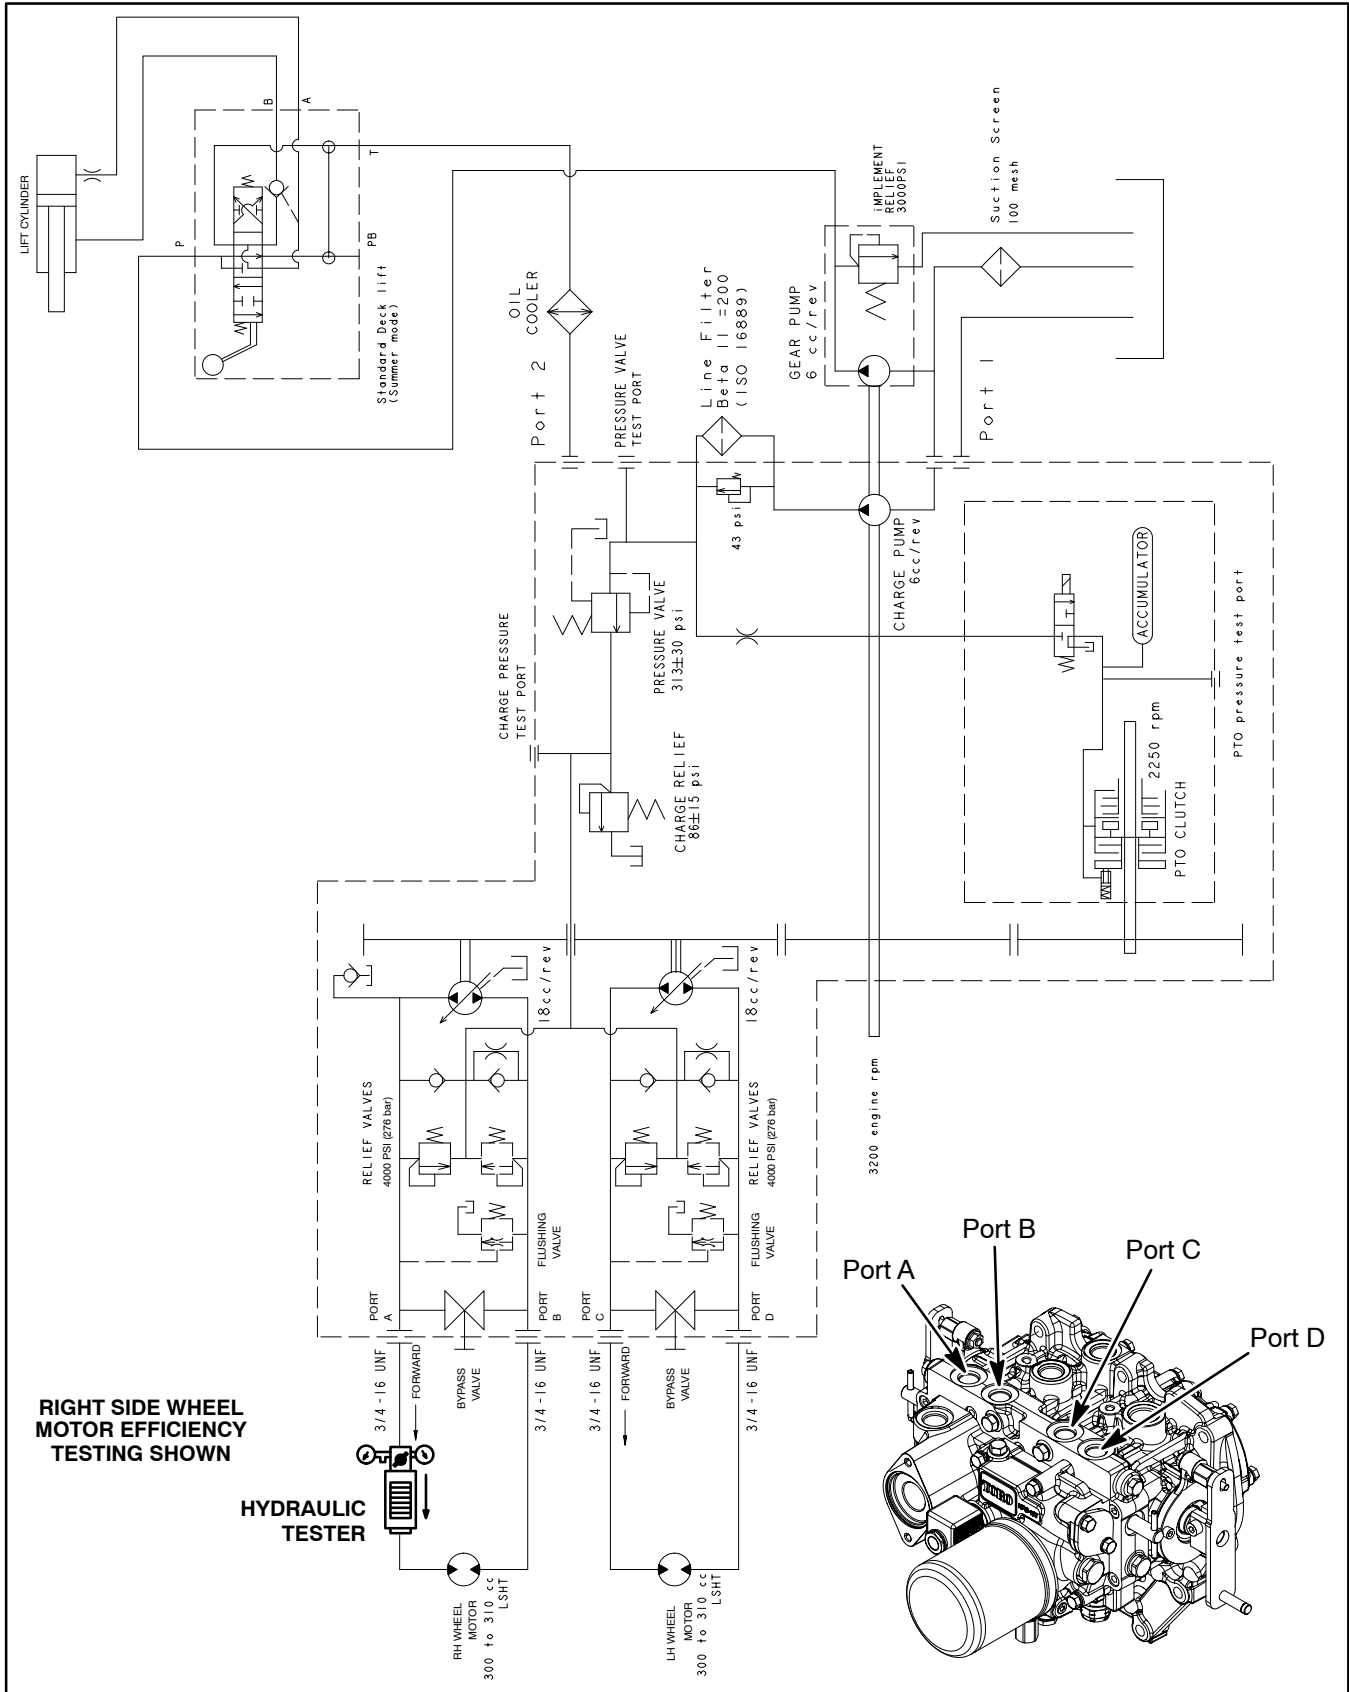 LIFT CYLINDER
B
A
P
T
PB
Standard Deck lift
(Summer mode)
OIL
COOLER
Port 2
PRESSURE VALVE
TEST PORT
Line Filter
Beta 11 =200
(ISO 16889)
iMPLEMENT
RELIEF
3000PSI
GEAR PUMP
6 cc/rev
Suction Screen
100 mesh
Port 1
43 psi
CHARGE PUMP
6cc/rev
CHARGE PRESSURE
TEST PORT
PRESSURE VALVE
313±30 psi
CHARGE RELIEF
86±15 psi
ACCUMULATOR
PTO pressure test port
2250 rpm
PTO CLUTCH
18cc/rev
18cc/rev
RELIEF VALVES
4000 PSI (276 bar)
RELIEF VALVES
4000 PSI (276 bar)
3200 engine rpm
FLUSHING
VALVE
FLUSHING
VALVE
PORT
A
PORT
B
PORT
C
PORT
D
3/4-16 UNF
FORWARD
BYPASS
VALVE
3/4-16 UNF
3/4-16 UNF
FORWARD
BYPASS
VALVE
3/4-16 UNF
RIGHT SIDE WHEEL
MOTOR EFFICIENCY
TESTING SHOWN
HYDRAULIC
TESTER
RH WHEEL
MOTOR
300 to 310 cc
LSHT
LH WHEEL
MOTOR
300 to 310 cc
LSHT
Port A
Port B
Port C
Port D
TORO